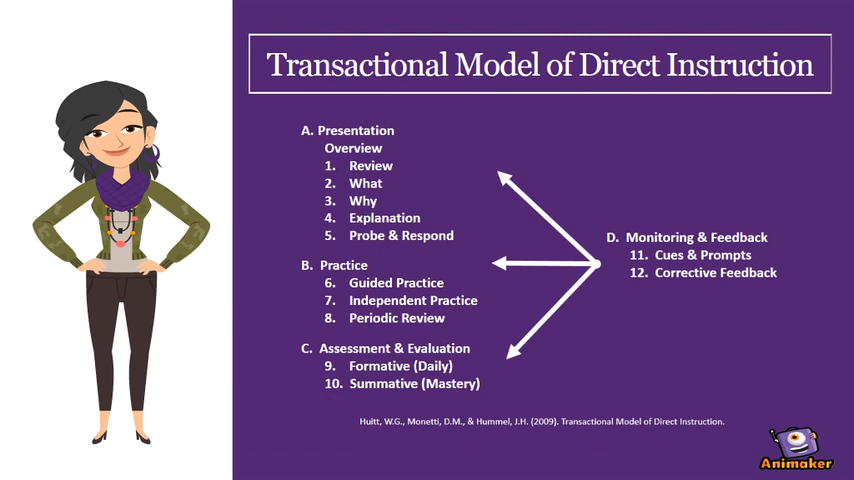 Transactional Model of Direct Instruction
A. Presentation
Overview
1. Review
2. What
3. Why
4. Explanation
5. Probe & Respond
B. Practice
6. Guided Practice
7. Independent Practice
8. Periodic Review
C. Assessment & Evaluation
9. Formative (Daily)
10. Summative (Mastery)
D. Monitoring & Feedback
11. Cues & Prompts
12. Corrective Feedback
Huitt, W.G., Monetti, D.M., & Hummel, J.H. (2009). Transactional Model of Direct Instruction.
Animaker